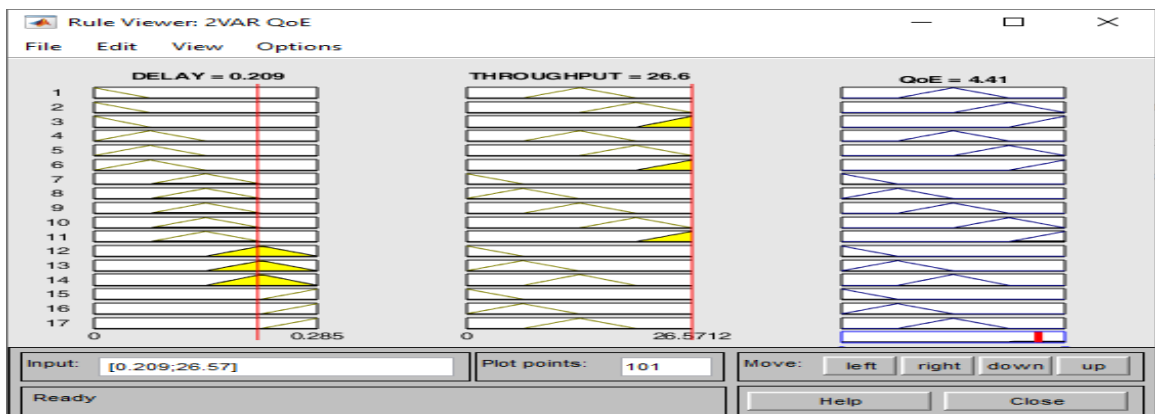 Rule Viewer: 2VAR QoE
File Edit View Options
DELAY = 0.209 THROUGHPUT = 26.6 QoE = 4.41
1
2
3
4
5
6
7
8
9
10
11
12
13
14
15
16
17
0 0.285 0 26.5712
Input: [0.209;26.57] Plot points: 101 Move: left right down up
Ready Help Close